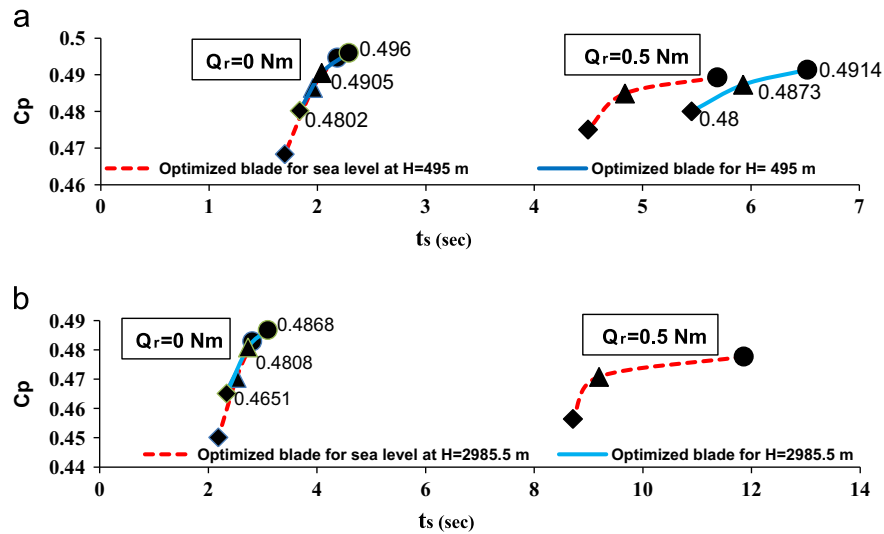 a
0.5
0.49
0.48
0.47
0.46
Cp
Qr=0 Nm
0.496
0.4905
0.4802
Qr=0.5 Nm
0.4914
0.4873
0.48
Optimized blade for sea level at H=495 m
Optimized blade for H= 495 m
0 1 2 3 4 5 6 7
ts (sec)
b
0.49
0.48
0.47
0.46
0.45
0.44
Cp
Qr=0 Nm
0.4868
0.4808
0.4651
Qr=0.5 Nm
Optimized blade for sea level at H=2985.5 m
Optimized blade for H=2985.5 m
0 2 4 6 8 10 12 14
ts (sec)